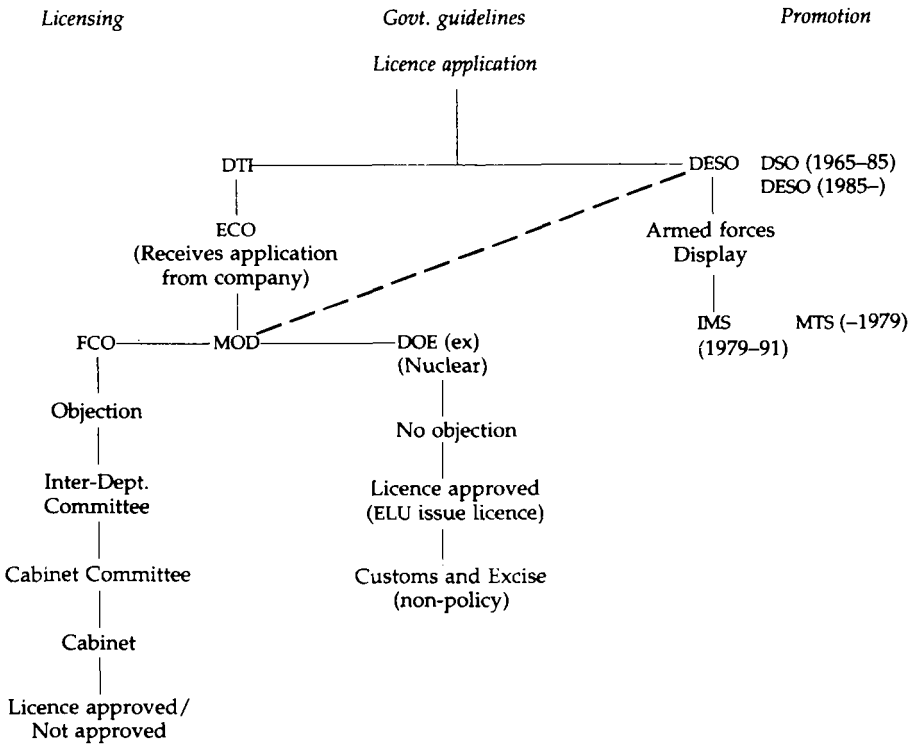 Licensing
Govt. guidelines
Promotion
Licence application
DTI
DESO
DSO (1965–85)
DESO (1985–)
ECO
(Receives application
from company)
Armed forces
Display
FCO
MOD
DOE (ex)
(Nuclear)
IMS
(1979–91)
MTS (–1979)
Objection
No objection
Inter-Dept.
Committee
Licence approved
(ELU issue licence)
Cabinet Committee
Customs and Excise
(non-policy)
Cabinet
Licence approved/
Not approved